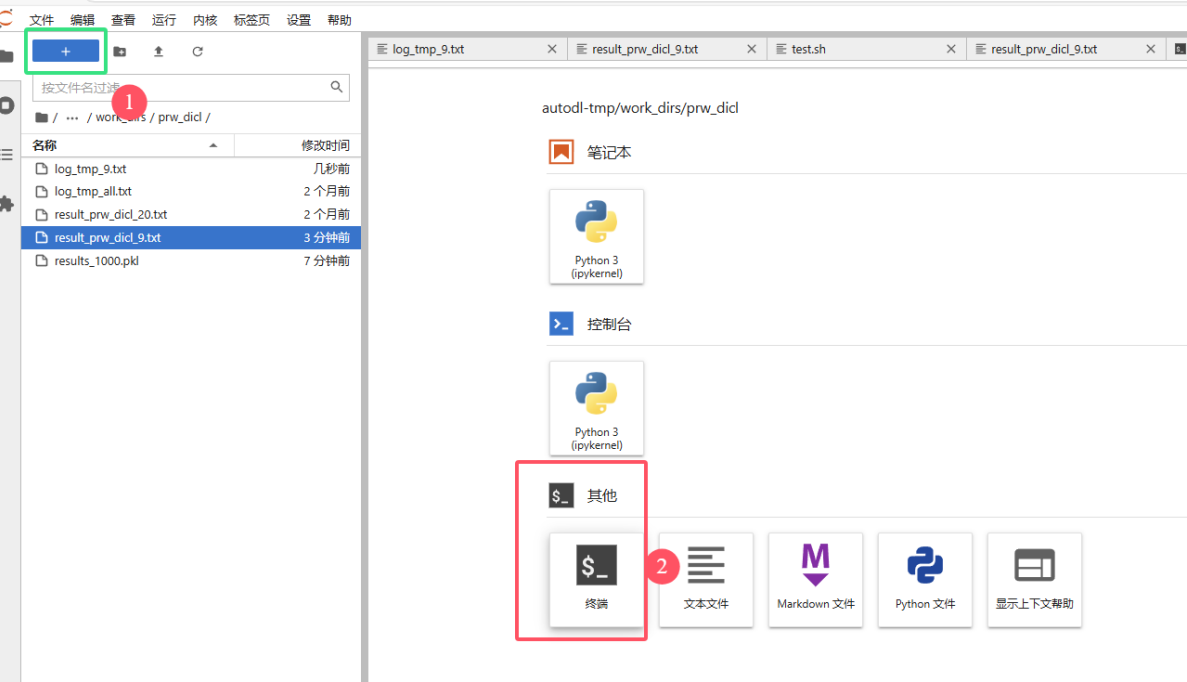 文件 编辑 查看 运行 内核 标签页 设置 帮助
+
log_tmp_9.txt
result_prw_dicl_9.txt
test.sh
result_prw_dicl_9.txt
$_
按文件名过滤
1
/ ··· / work_dirs / prw_dicl /
名称 修改时间
log_tmp_9.txt 几秒前
log_tmp_all.txt 2 个月前
result_prw_dicl_20.txt 2 个月前
result_prw_dicl_9.txt 3 分钟前
results_1000.pkl 7 分钟前
autodl-tmp/work_dirs/prw_dicl
笔记本
Python 3
(ipykernel)
控制台
Python 3
(ipykernel)
$_ 其他
$_
终端
2
文本文件
M
Markdown 文件
Python 文件
显示上下文帮助